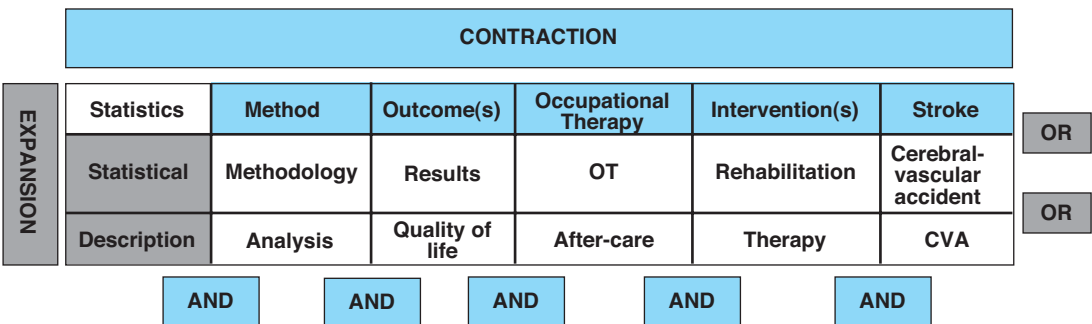 CONTRACTION
EXPANSION
Statistics Method Outcome(s) Occupational
Therapy Intervention(s) Stroke
OR
Statistical Methodology Results OT Rehabilitation Cerebral-
vascular
accident
OR
Description Analysis Quality of
life After-care Therapy CVA
AND AND AND AND AND